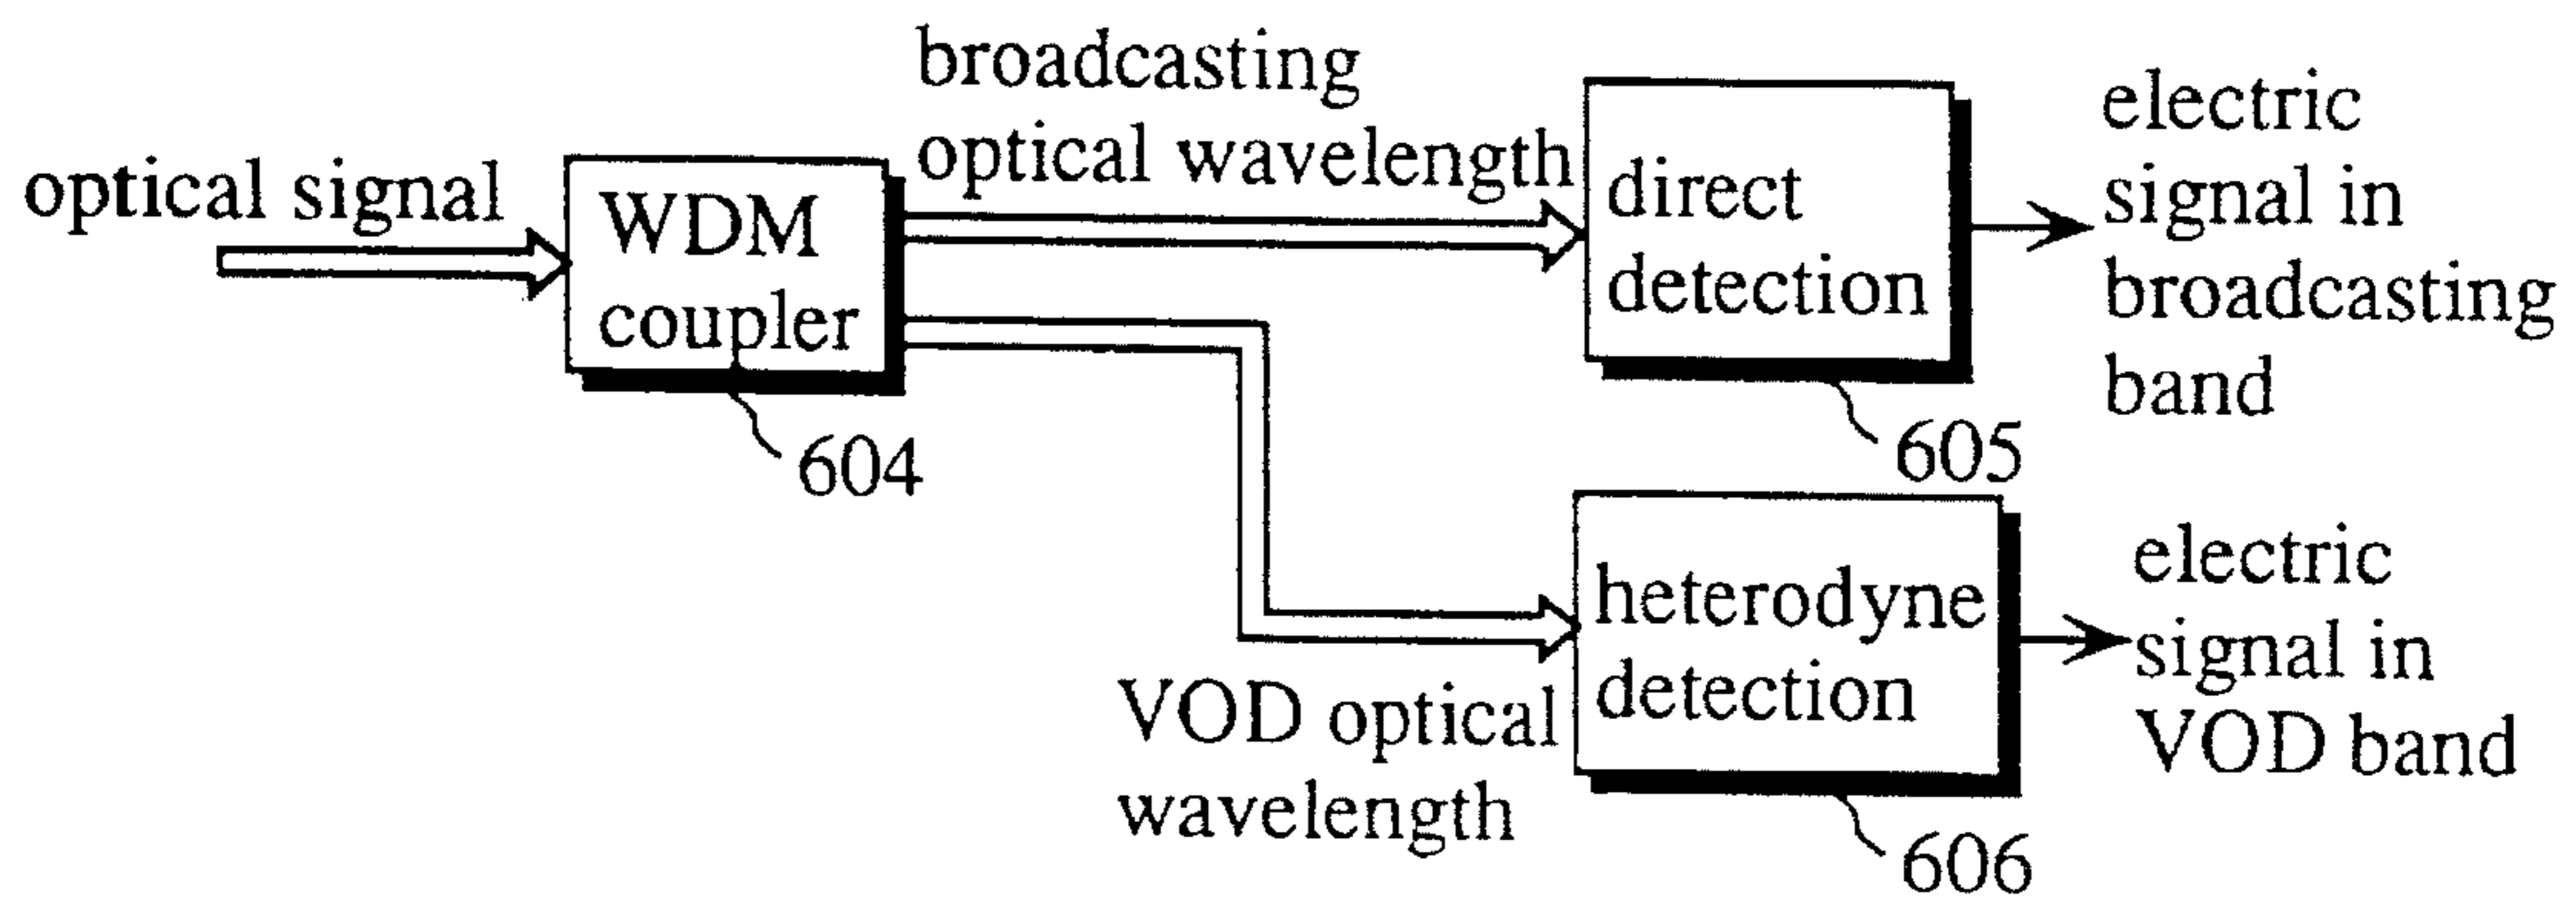 optical signal
WDM
coupler
604
broadcasting
optical wavelength
direct
detection
605
electric
signal in
broadcasting
band
VOD optical
wavelength
heterodyne
detection
606
electric
signal in
VOD band